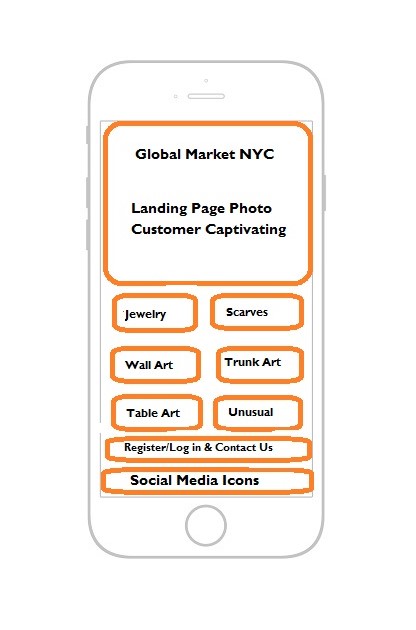 Global Market NYC
Landing Page Photo
Customer Captivating
Jewelry
Scarves
Wall Art
Trunk Art
Table Art
Unusual
Register/Log in & Contact Us
Social Media Icons